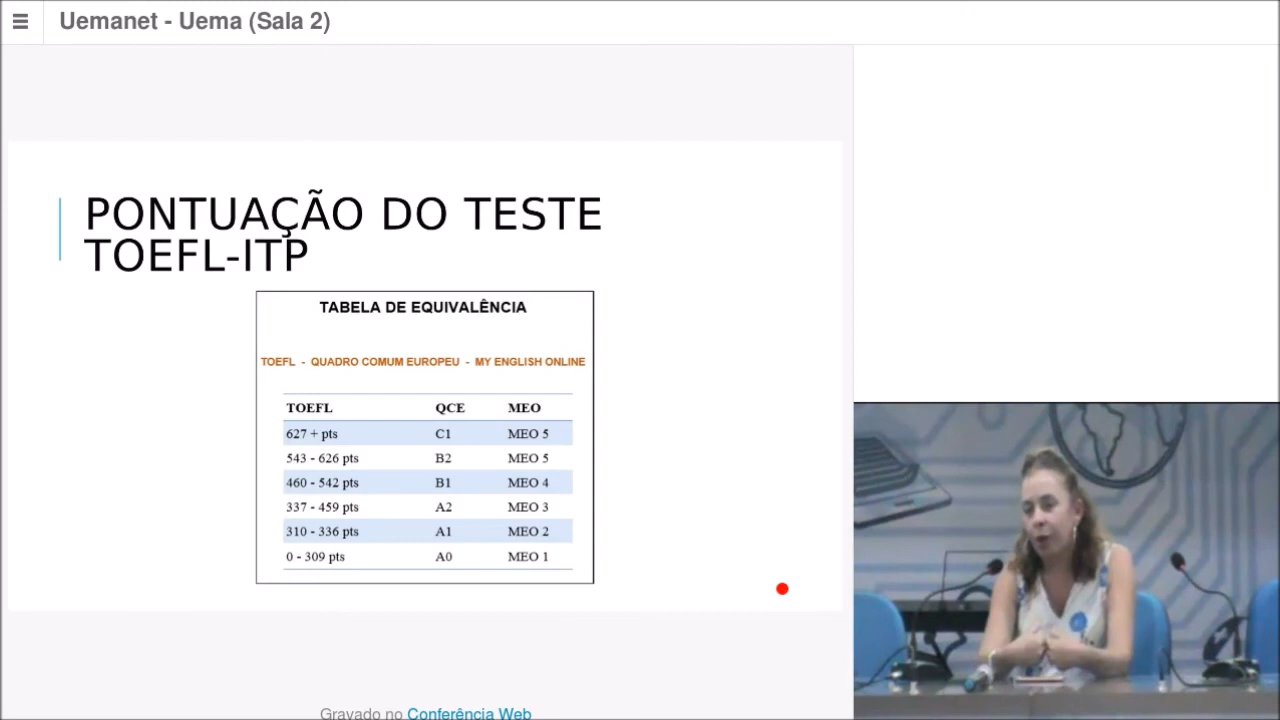 Uemanet - Uema (Sala 2)
PONTUAÇÃO DO TESTE
TOEFL-ITP
TABELA DE EQUIVALÊNCIA
TOEFL - QUADRO COMUM EUROPEU - MY ENGLISH ONLINE
TOEFL QCE MEO
627 + pts C1 MEO 5
543 - 626 pts B2 MEO 5
460 - 542 pts B1 MEO 4
337 - 459 pts A2 MEO 3
310 - 336 pts A1 MEO 2
0 - 309 pts A0 MEO 1
Gravado no Conferência Web